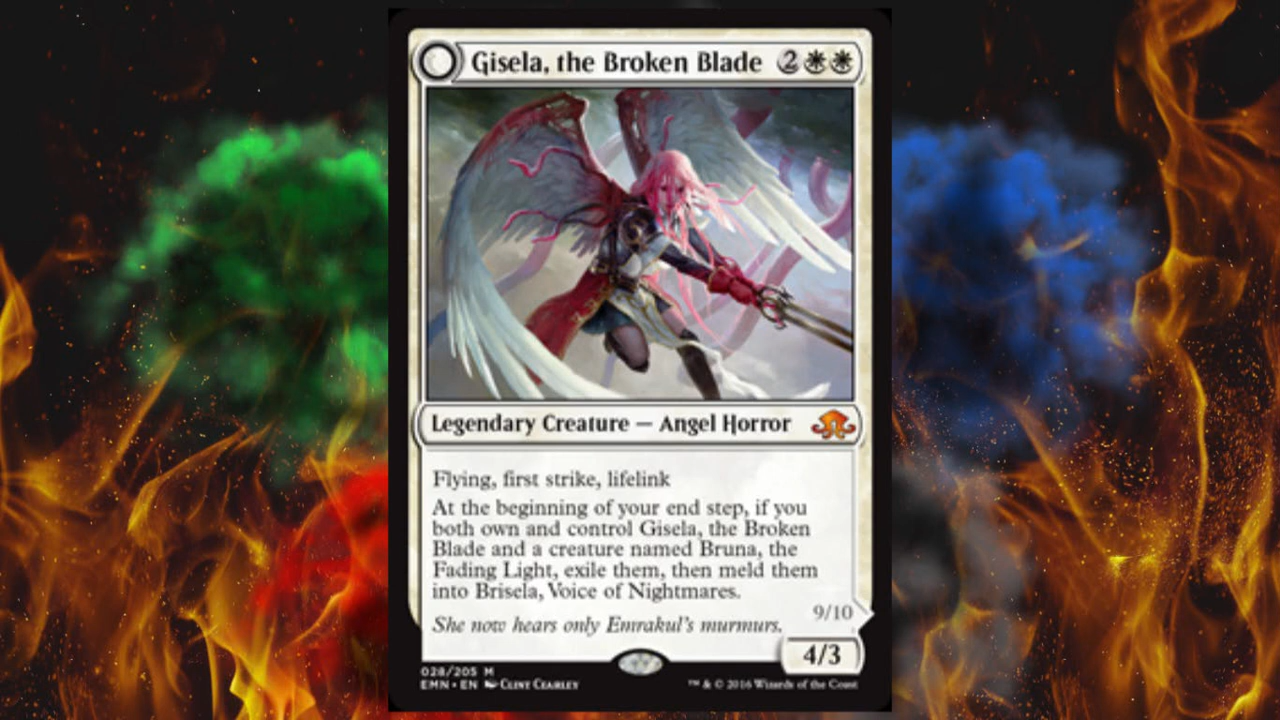 Gisela, the Broken Blade 2
Legendary Creature — Angel Horror
Flying, first strike, lifelink
At the beginning of your end step, if you
both own and control Gisela, the Broken
Blade and a creature named Bruna, the
Fading Light, exile them, then meld them
into Brisela, Voice of Nightmares.
9/10
She now hears only Emrakul's murmurs.
4/3
028/205 M
EMN • EN Clint Cearley
™ & © 2016 Wizards of the Coast